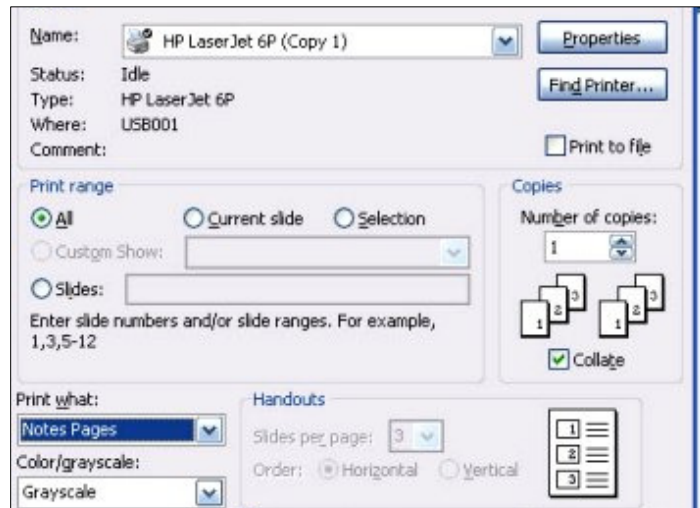 Name: HP LaserJet 6P (Copy 1) Properties
Status: Idle
Type: HP LaserJet 6P Find Printer...
Where: USB001
Comment: Print to file
Print range
All Current slide Selection
Custom Show:
Slides:
Enter slide numbers and/or slide ranges. For example,
1,3,5-12
Copies
Number of copies:
1
1 2 3 1 2 3
Collate
Print what:
Notes Pages
Color/grayscale:
Grayscale
Handouts
Slides per page: 3
Order: Horizontal Vertical
1
2
3